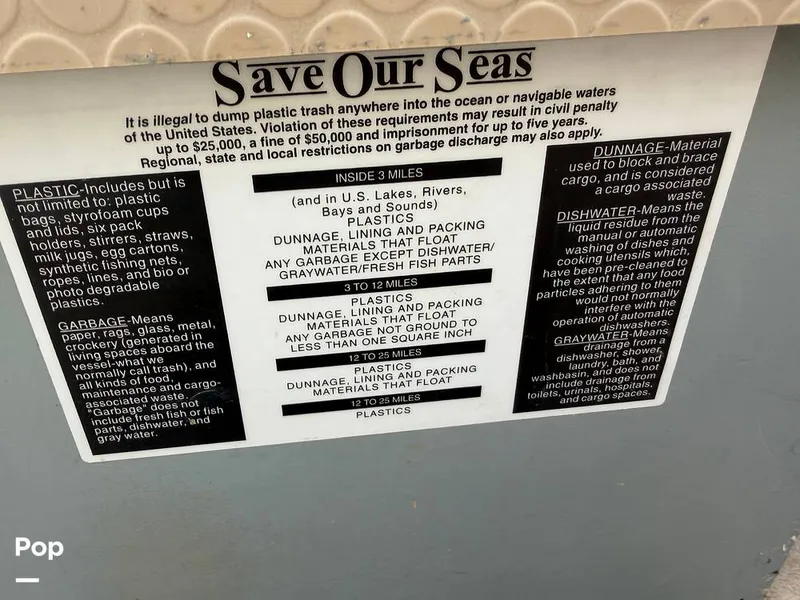 Save Our Seas
It is illegal to dump plastic trash anywhere into the ocean or navigable waters
of the United States. Violation of these requirements may result in civil penalty
up to $25,000, a fine of $50,000 and imprisonment for up to five years.
Regional, state and local restrictions on garbage discharge may also apply.
PLASTIC-Includes but is
not limited to: plastic
bags, styrofoam cups
and lids, six pack
holders, stirrers, straws,
milk jugs, egg cartons,
synthetic fishing nets,
ropes, lines, and bio or
photo degradable
plastics.
GARBAGE-Means
paper, rags, glass, metal,
crockery (generated in
living spaces aboard the
vessel-what we
normally call trash), and
all kinds of food,
maintenance and cargo-
associated waste.
"Garbage" does not
include fresh fish or fish
parts, dishwater, and
gray water.
INSIDE 3 MILES
(and in U.S. Lakes, Rivers,
Bays and Sounds)
PLASTICS
DUNNAGE, LINING AND PACKING
MATERIALS THAT FLOAT
ANY GARBAGE EXCEPT DISHWATER/
GRAYWATER/FRESH FISH PARTS
3 TO 12 MILES
PLASTICS
DUNNAGE, LINING AND PACKING
MATERIALS THAT FLOAT
ANY GARBAGE NOT GROUND TO
LESS THAN ONE SQUARE INCH
12 TO 25 MILES
PLASTICS
DUNNAGE, LINING AND PACKING
MATERIALS THAT FLOAT
12 TO 25 MILES
PLASTICS
DUNNAGE-Material
used to block and brace
cargo, and is considered
a cargo associated
waste.
DISHWATER-Means the
liquid residue from the
manual or automatic
washing of dishes and
cooking utensils which,
have been pre-cleaned to
the extent that any food
particles adhering to them
would not normally
interfere with the
operation of automatic
dishwashers.
GRAYWATER-Means
drainage from a
dishwasher, shower,
laundry, bath, and
washbasin, and does not
include drainage from
toilets, urinals, hospitals,
and cargo spaces.
Pop